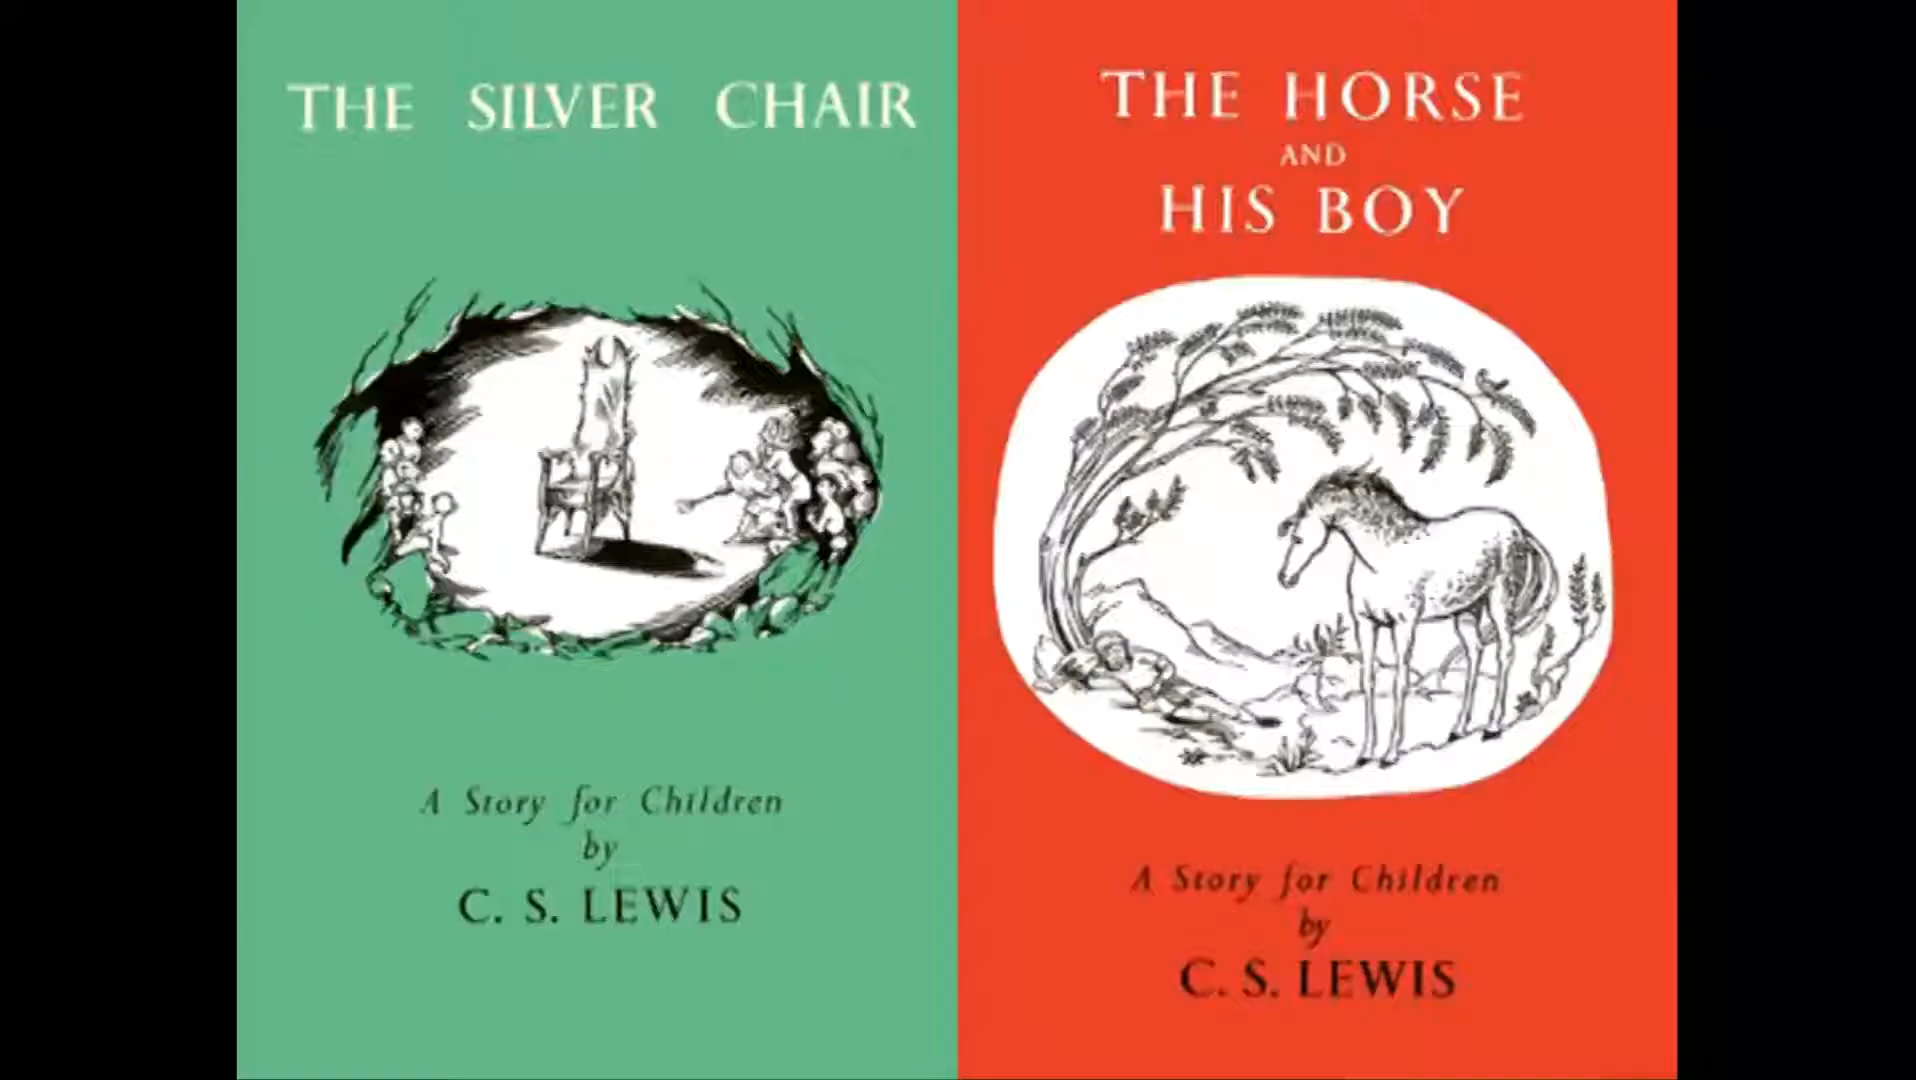 THE SILVER CHAIR
A Story for Children
by
C. S. LEWIS
THE HORSE
AND
HIS BOY
A Story for Children
by
C. S. LEWIS